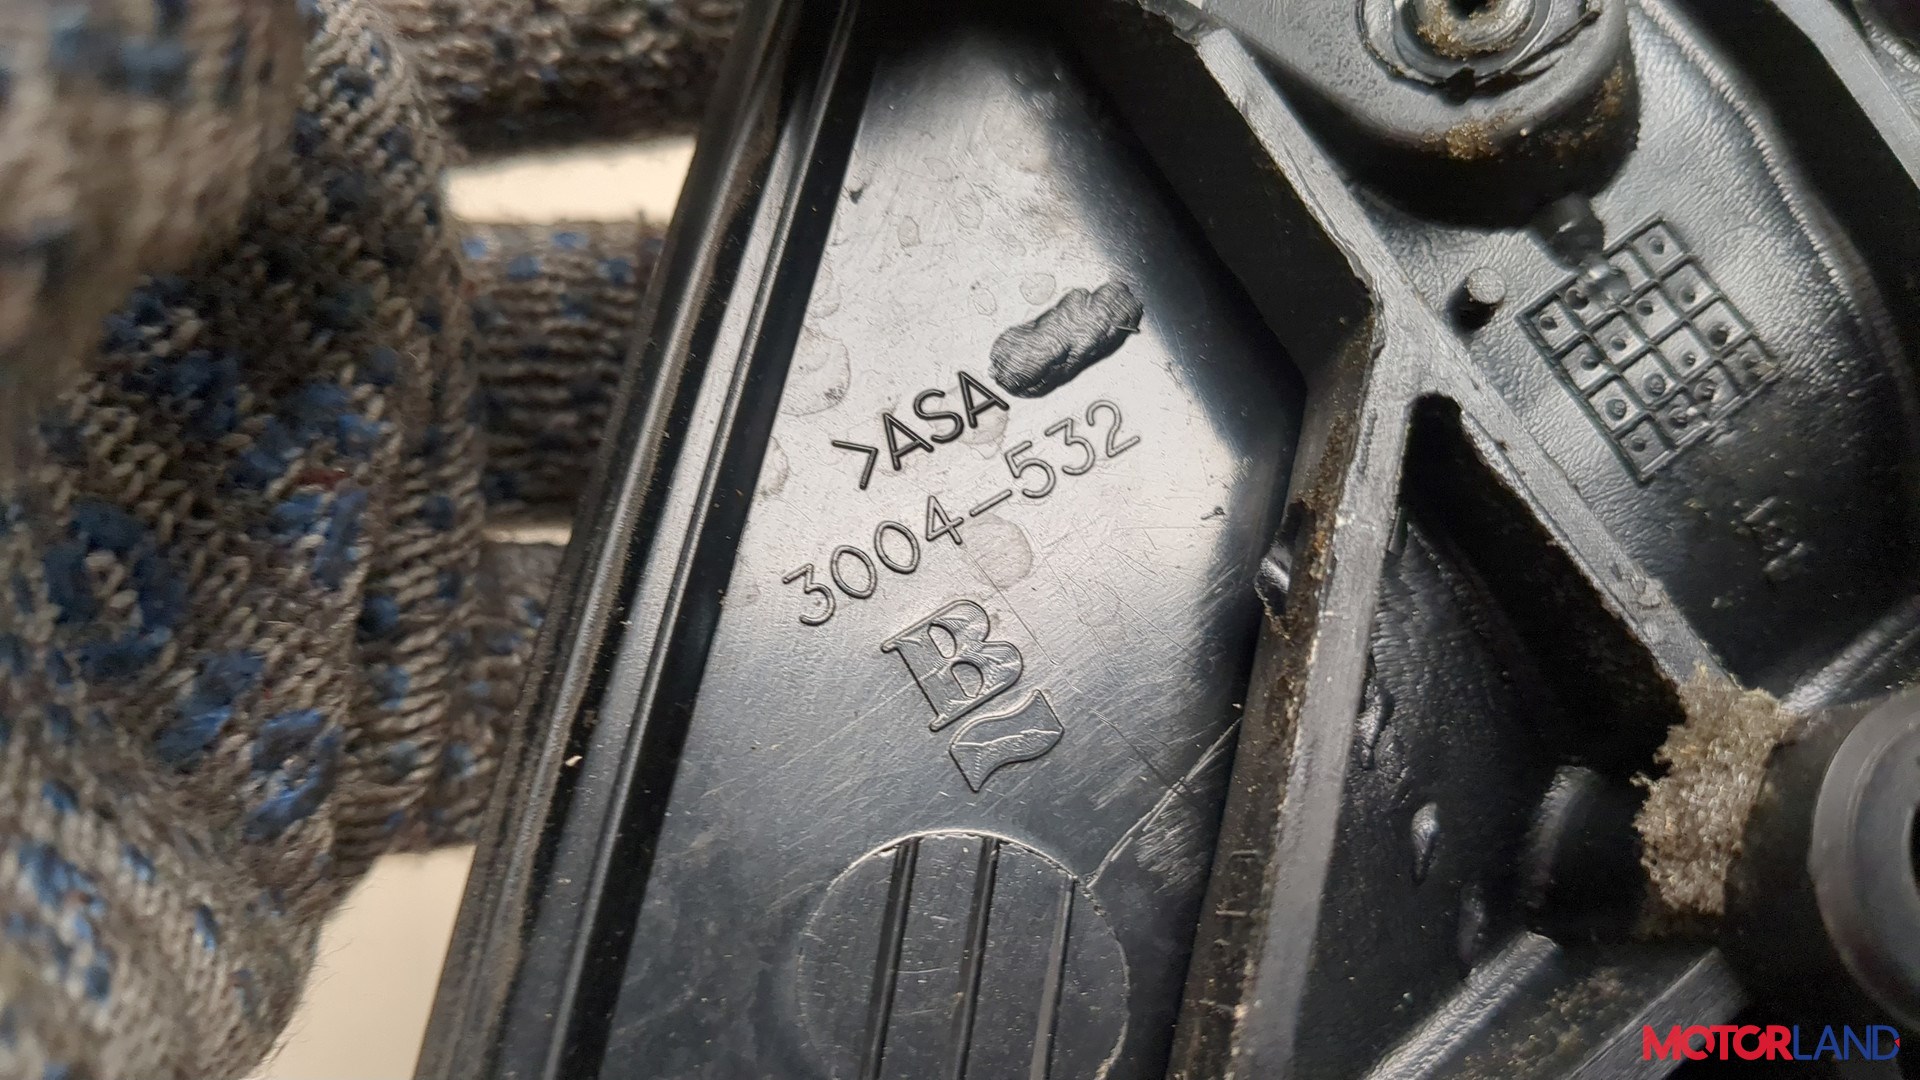 >ASA
3004-532
B
MOTORLAND